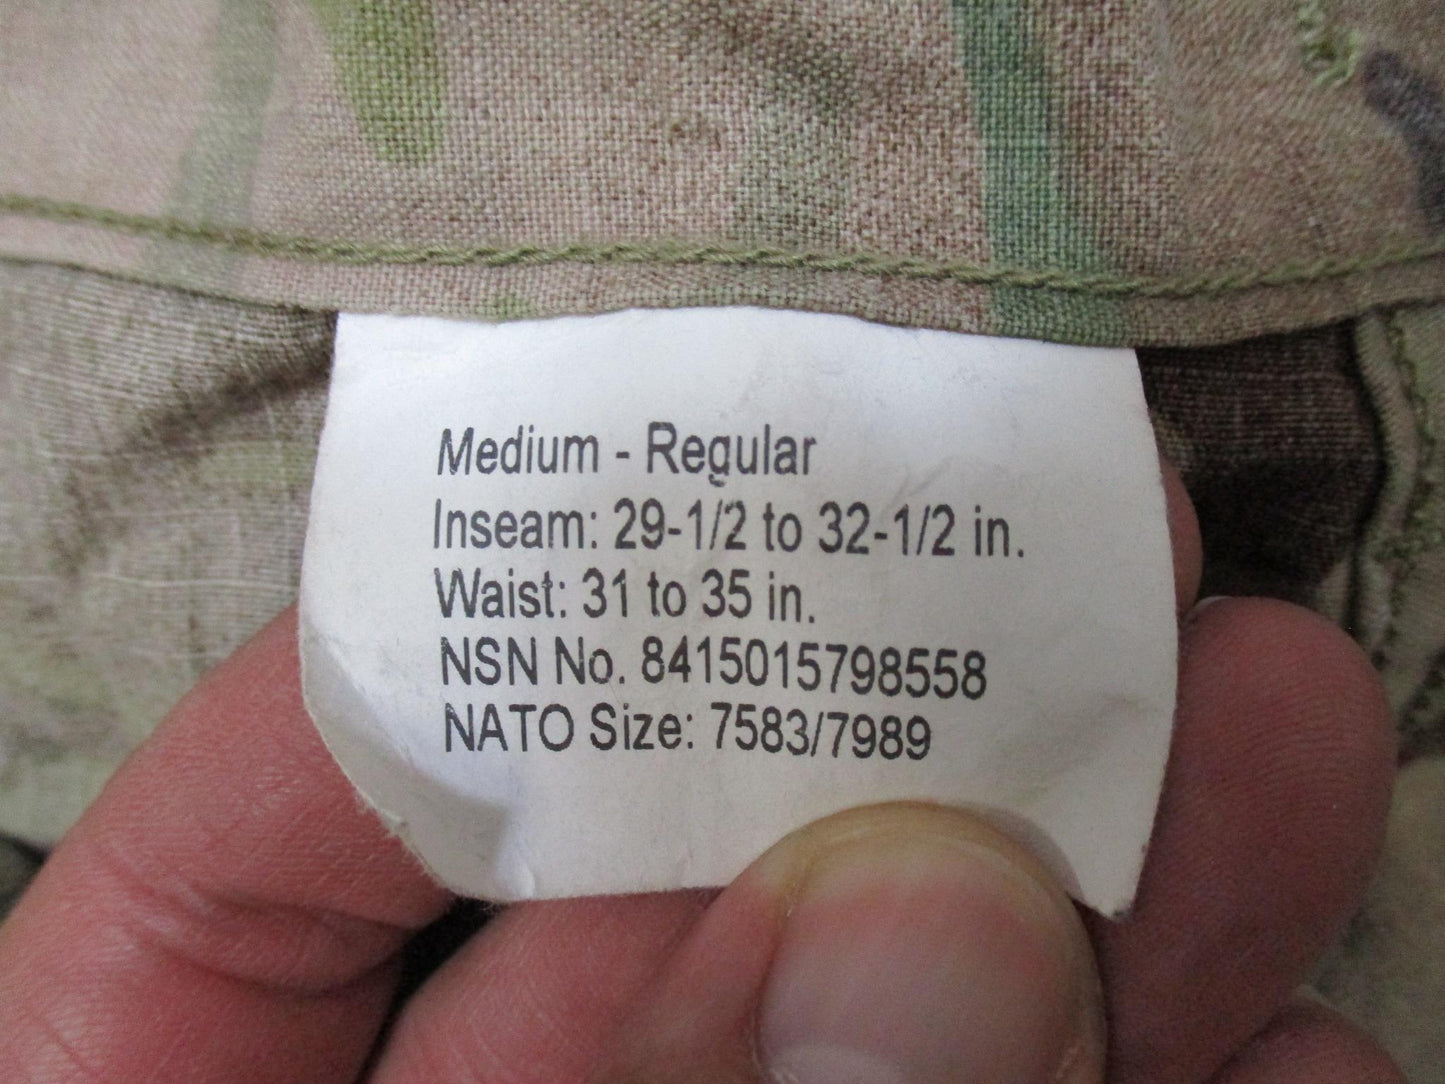 Medium - Regular
Inseam: 29-1/2 to 32-1/2 in.
Waist: 31 to 35 in.
NSN No. 8415015798558
NATO Size: 7583/7989